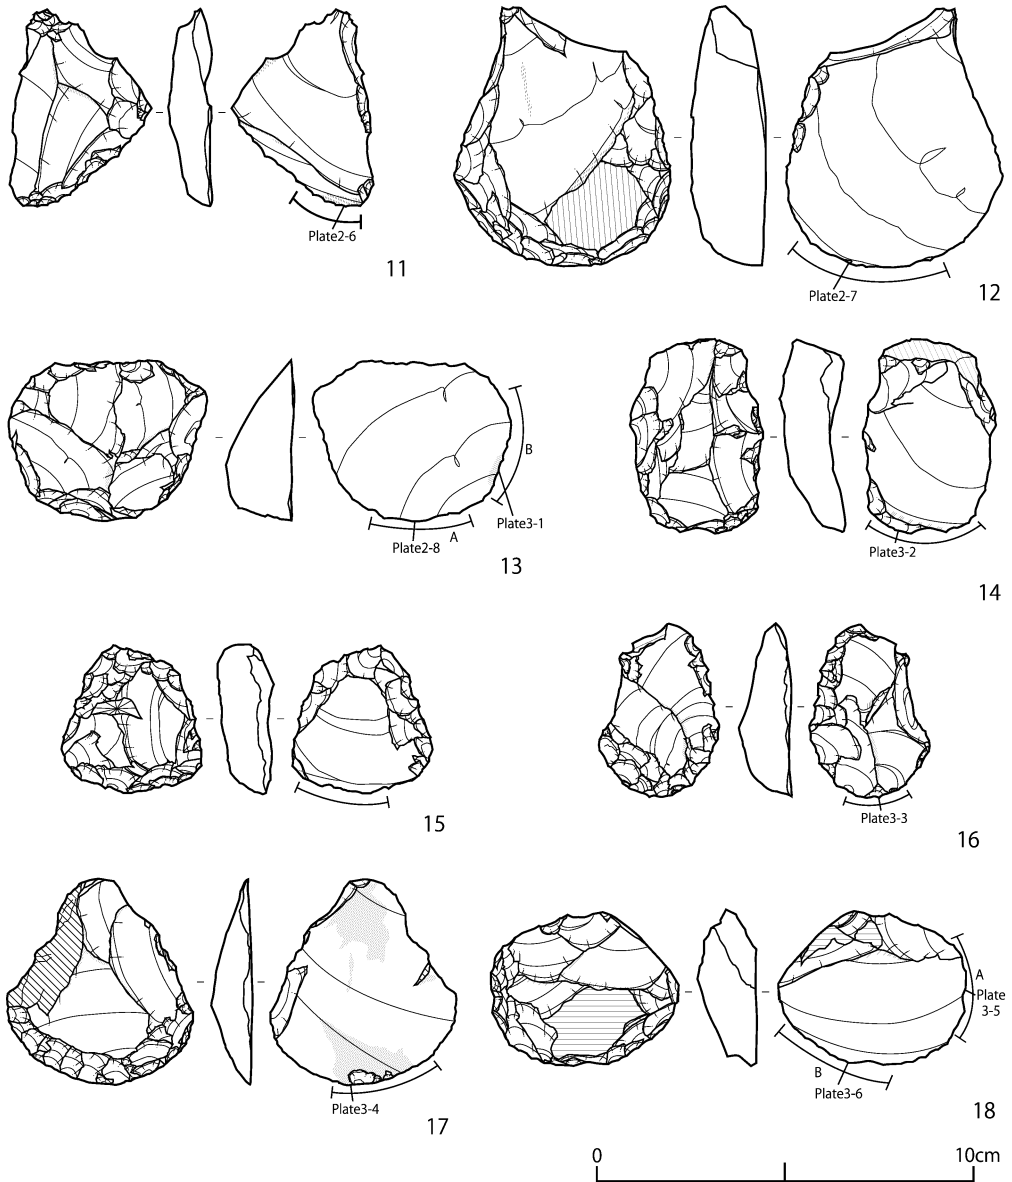 Plate2-6
11
Plate2-7
12
B
Plate3-1
A
Plate2-8
13
Plate3-2
14
15
Plate3-3
16
Plate3-4
17
A
Plate
3-5
B
Plate3-6
18
0 10cm